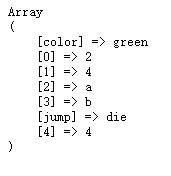 Array
(
    [color] => green
    [0] => 2
    [1] => 4
    [2] => a
    [3] => b
    [jump] => die
    [4] => 4
)